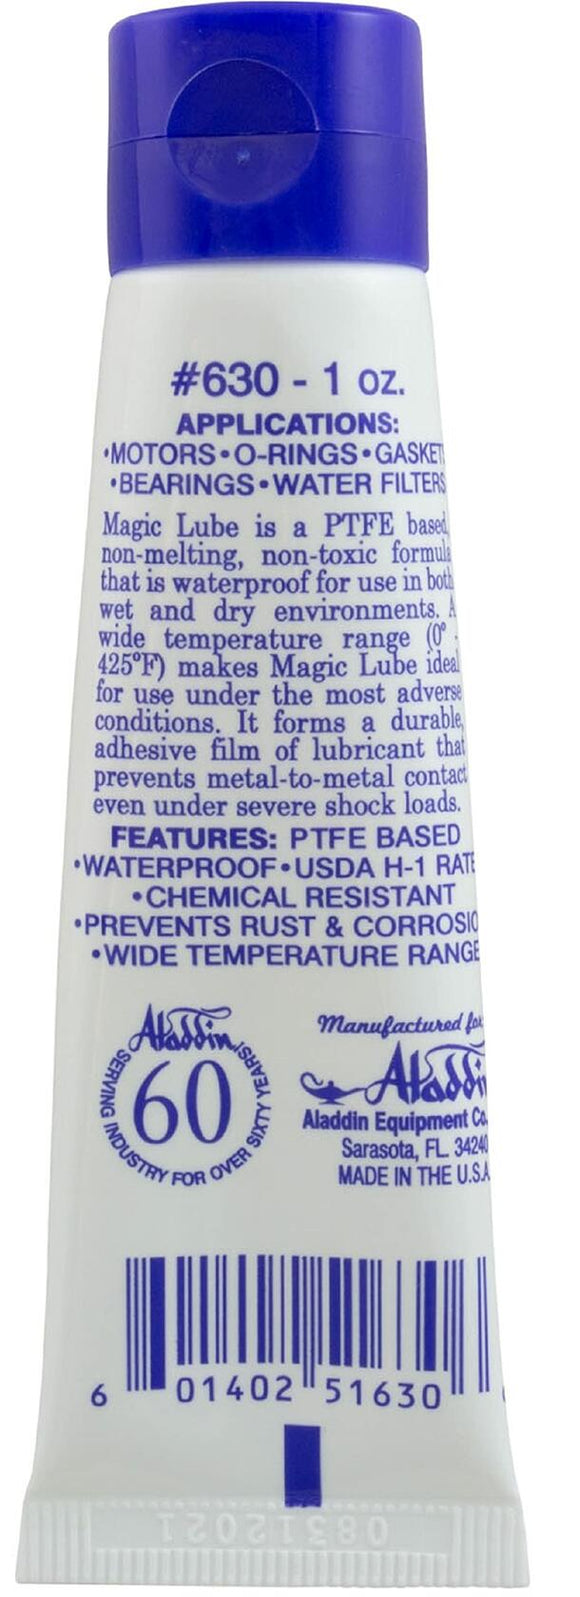 #630 - 1 oz.
APPLICATIONS:
•MOTORS•O-RINGS•GASKET
•BEARINGS•WATER FILTERS
Magic Lube is a PTFE based,
non-melting, non-toxic formula
that is waterproof for use in both
wet and dry environments. A
wide temperature range (0° -
425°F) makes Magic Lube ideal
for use under the most adverse
conditions. It forms a durable,
adhesive film of lubricant that
prevents metal-to-metal contact
even under severe shock loads.
FEATURES: PTFE BASED
•WATERPROOF•USDA H-1 RATE
•CHEMICAL RESISTANT
•PREVENTS RUST & CORROSIO
•WIDE TEMPERATURE RANGE
Aladdin
60
SERVING INDUSTRY FOR OVER SIXTY YEARS!
Manufactured for:
Aladdin
Aladdin Equipment Co.
Sarasota, FL 34240
MADE IN THE U.S.A.
6 01402 51630
08312021